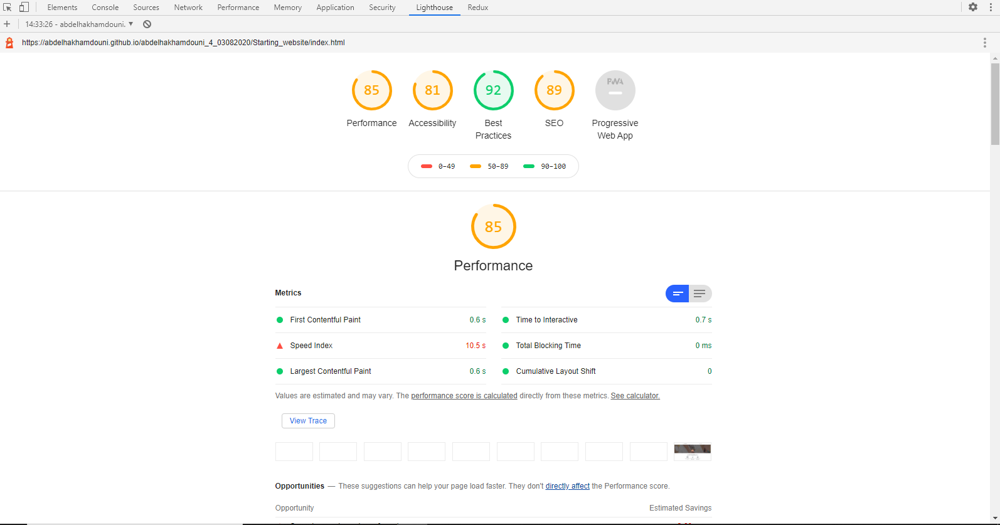 Elements Console Sources Network Performance Memory Application Security Lighthouse Redux
14:33:26 - abdelhakhamdouni.
https://abdelhakhamdouni.github.io/abdelhakhamdouni_4_03082020/Starting_website/index.html
85 81 92 89 PWA
Performance Accessibility Best Practices SEO Progressive Web App
0–49 50–89 90–100
85
Performance
Metrics
First Contentful Paint 0.6 s Time to Interactive 0.7 s
Speed Index 10.5 s Total Blocking Time 0 ms
Largest Contentful Paint 0.6 s Cumulative Layout Shift 0
Values are estimated and may vary. The performance score is calculated directly from these metrics. See calculator.
View Trace
Opportunities — These suggestions can help your page load faster. They don't directly affect the Performance score.
Opportunity Estimated Savings